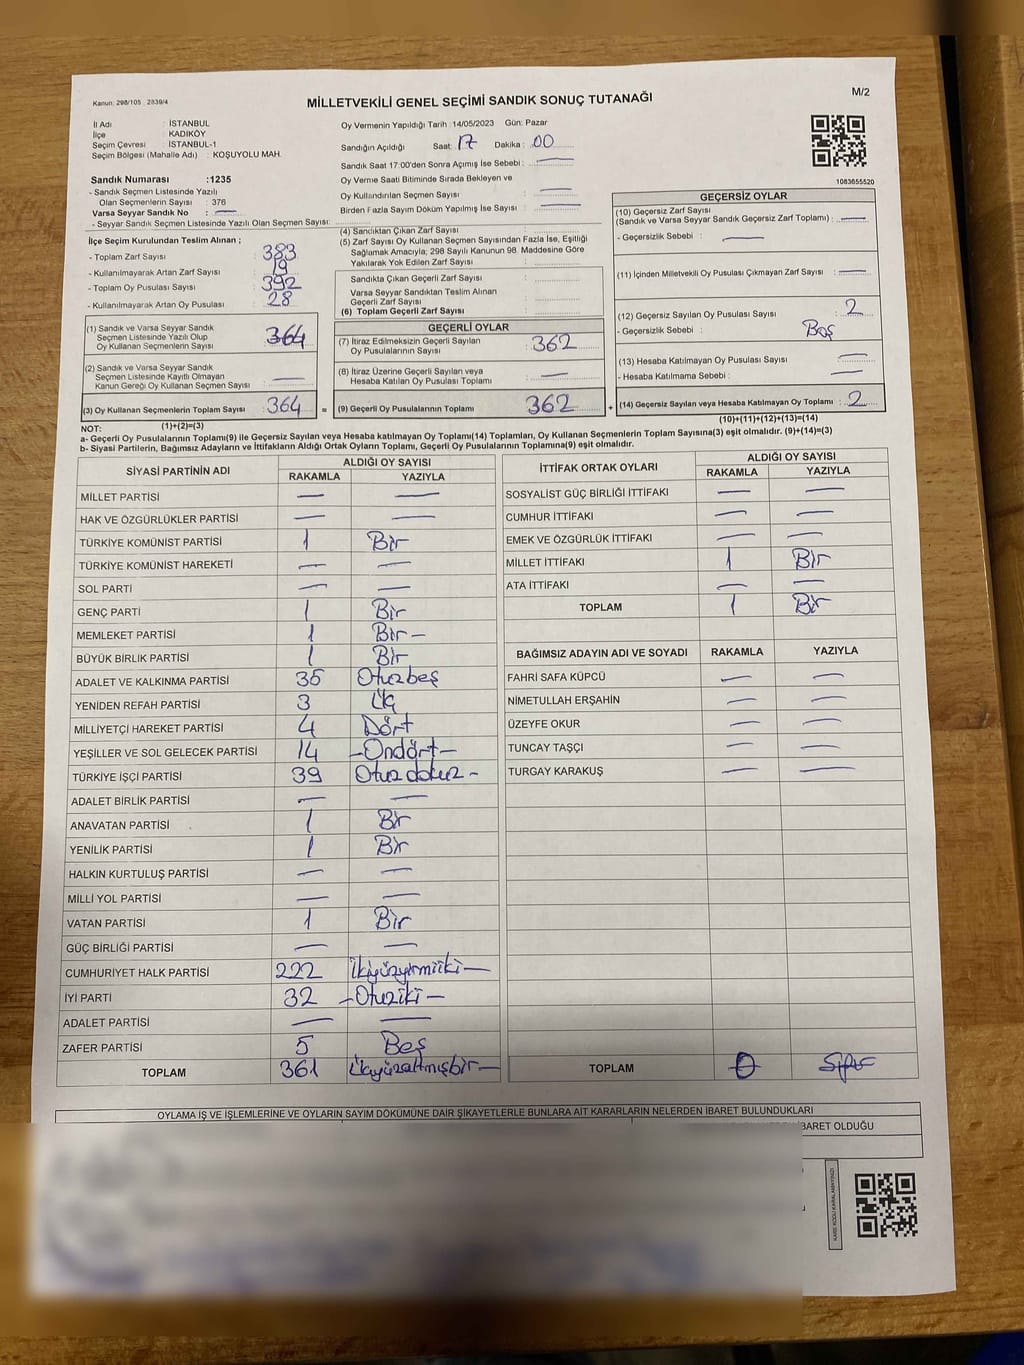 Kanun: 298/105 , 2839/4
MİLLETVEKİLİ GENEL SEÇİMİ SANDIK SONUÇ TUTANAĞI
M/2
İl Adı : İSTANBUL
İlçe : KADIKÖY
Seçim Çevresi : İSTANBUL-1
Seçim Bölgesi (Mahalle Adı) : KOŞUYOLU MAH.
Sandık Numarası :1235
- Sandık Seçmen Listesinde Yazılı
Olan Seçmenlerin Sayısı : 376
Varsa Seyyar Sandık No : —
- Seyyar Sandık Seçmen Listesinde Yazılı Olan Seçmen Sayısı:
Oy Vermenin Yapıldığı Tarih :14/05/2023 Gün: Pazar
Sandığın Açıldığı Saat: 17 Dakika: 00
Sandık Saat 17:00'den Sonra Açımış İse Sebebi : —
Oy Verme Saati Bitiminde Sırada Bekleyen ve
Oy Kullandırılan Seçmen Sayısı : —
Birden Fazla Sayım Döküm Yapılmış İse Sayısı : —
1083655520
İlçe Seçim Kurulundan Teslim Alınan ;
- Toplam Zarf Sayısı : 383
- Kullanılmayarak Artan Zarf Sayısı : 19
- Toplam Oy Pusulası Sayısı : 392
- Kullanılmayarak Artan Oy Pusulası : 28
(1) Sandık ve Varsa Seyyar Sandık
Seçmen Listesinde Yazılı Olup
Oy Kullanan Seçmenlerin Sayısı : 364
(2) Sandık ve Varsa Seyyar Sandık
Seçmen Listesinde Kayıtlı Olmayan
Kanun Gereği Oy Kullanan Seçmen Sayısı : —
(3) Oy Kullanan Seçmenlerin Toplam Sayısı : 364 =
(1)+(2)=(3)
(4) Sandıktan Çıkan Zarf Sayısı :
(5) Zarf Sayısı Oy Kullanan Seçmen Sayısından Fazla İse, Eşitliği
Sağlamak Amacıyla; 298 Sayılı Kanunun 98. Maddesine Göre
Yakılarak Yok Edilen Zarf Sayısı :
Sandıkta Çıkan Geçerli Zarf Sayısı :
Varsa Seyyar Sandıktan Teslim Alınan
Geçerli Zarf Sayısı :
(6) Toplam Geçerli Zarf Sayısı :
GEÇERLİ OYLAR
(7) İtiraz Edilmeksizin Geçerli Sayılan
Oy Pusulalarının Sayısı : 362
(8) İtiraz Üzerine Geçerli Sayılan veya
Hesaba Katılan Oy Pusulası Toplamı : —
(9) Geçerli Oy Pusulalarının Toplamı : 362 +
GEÇERSİZ OYLAR
(10) Geçersiz Zarf Sayısı
(Sandık ve Varsa Seyyar Sandık Geçersiz Zarf Toplamı) : —
- Geçersizlik Sebebi : —
(11) İçinden Milletvekili Oy Pusulası Çıkmayan Zarf Sayısı : —
(12) Geçersiz Sayılan Oy Pusulası Sayısı : 2
- Geçersizlik Sebebi : Boş
(13) Hesaba Katılmayan Oy Pusulası Sayısı : —
- Hesaba Katılmama Sebebi : —
(14) Geçersiz Sayılan veya Hesaba Katılmayan Oy Toplamı : 2
(10)+(11)+(12)+(13)=(14)
NOT:
a- Geçerli Oy Pusulalarının Toplamı(9) ile Geçersiz Sayılan veya Hesaba katılmayan Oy Toplamı(14) Toplamları, Oy Kullanan Seçmenlerin Toplam Sayısına(3) eşit olmalıdır. (9)+(14)=(3)
b- Siyasi Partilerin, Bağımsız Adayların ve İttifakların Aldığı Ortak Oyların Toplamı, Geçerli Oy Pusulalarının Toplamına(9) eşit olmalıdır.
SİYASİ PARTİNİN ADI ALDIĞI OY SAYISI
RAKAMLA YAZIYLA
MİLLET PARTİSİ — —
HAK VE ÖZGÜRLÜKLER PARTİSİ — —
TÜRKİYE KOMÜNİST PARTİSİ 1 Bir
TÜRKİYE KOMÜNİST HAREKETİ — —
SOL PARTİ — —
GENÇ PARTİ 1 Bir
MEMLEKET PARTİSİ 1 Bir —
BÜYÜK BİRLİK PARTİSİ 1 Bir
ADALET VE KALKINMA PARTİSİ 35 Otuzbeş
YENİDEN REFAH PARTİSİ 3 Üç
MİLLİYETÇİ HAREKET PARTİSİ 4 Dört
YEŞİLLER VE SOL GELECEK PARTİSİ 14 — Ondört —
TÜRKİYE İŞÇİ PARTİSİ 39 Otuzdokuz —
ADALET BİRLİK PARTİSİ — —
ANAVATAN PARTİSİ 1 Bir
YENİLİK PARTİSİ 1 Bir
HALKIN KURTULUŞ PARTİSİ — —
MİLLİ YOL PARTİSİ — —
VATAN PARTİSİ 1 Bir
GÜÇ BİRLİĞİ PARTİSİ — —
CUMHURİYET HALK PARTİSİ 222 İkiyüzyirmiiki —
İYİ PARTİ 32 — Otuziki —
ADALET PARTİSİ — —
ZAFER PARTİSİ 5 Beş
TOPLAM 361 Üçyüzaltmışbir —
İTTİFAK ORTAK OYLARI ALDIĞI OY SAYISI
RAKAMLA YAZIYLA
SOSYALİST GÜÇ BİRLİĞİ İTTİFAKI — —
CUMHUR İTTİFAKI — —
EMEK VE ÖZGÜRLÜK İTTİFAKI — —
MİLLET İTTİFAKI 1 Bir
ATA İTTİFAKI — —
TOPLAM 1 Bir
BAĞIMSIZ ADAYIN ADI VE SOYADI RAKAMLA YAZIYLA
FAHRİ SAFA KÜPCÜ — —
NİMETULLAH ERŞAHİN — —
ÜZEYFE OKUR — —
TUNCAY TAŞÇI — —
TURGAY KARAKUŞ — —
TOPLAM 0 Sıfır
OYLAMA İŞ VE İŞLEMLERİNE VE OYLARIN SAYIM DÖKÜMÜNE DAİR ŞİKAYETLERLE BUNLARA AİT KARARLARIN NELERDEN İBARET BULUNDUKLARI
BARET OLDUĞU